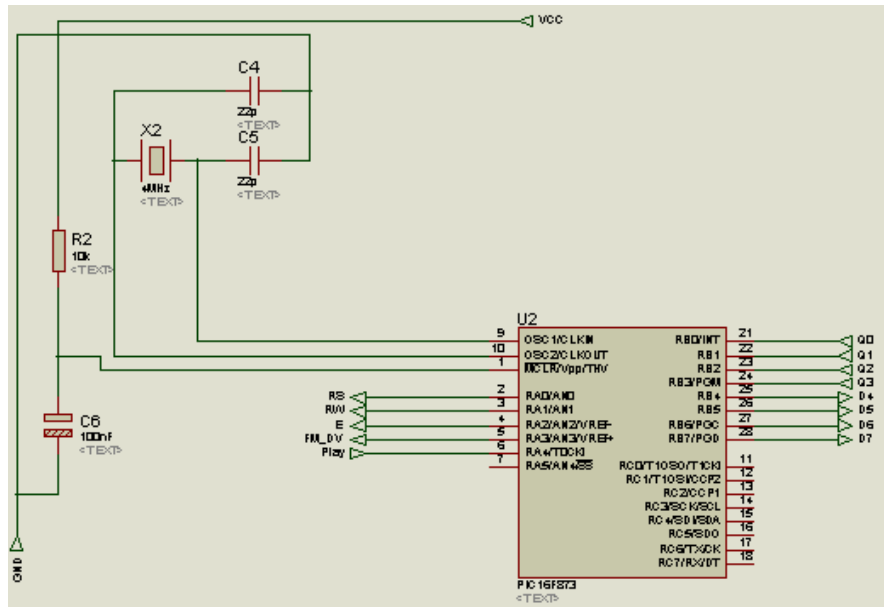 VCC
C4
22p
<TEXT>
X2
4MHz
<TEXT>
C5
22p
<TEXT>
R2
10k
<TEXT>
C6
100nF
<TEXT>
GND
U2
9 OSC1/CLKIN
10 OSC2/CLKOUT
1 MCLR/Vpp/THV
RS 2 RA0/AN0
RW 3 RA1/AN1
E 4 RA2/AN2/VREF-
FM_DV 5 RA3/AN3/VREF+
Play 6 RA4/T0CKI
7 RA5/AN4/SS
RB0/INT 21 Q0
RB1 22 Q1
RB2 23 Q2
RB3/PGM 24 Q3
RB4 25 D4
RB5 26 D5
RB6/PGC 27 D6
RB7/PGD 28 D7
RC0/T1OSO/T1CKI 11
RC1/T1OSI/CCP2 12
RC2/CCP1 13
RC3/SCK/SCL 14
RC4/SDI/SDA 15
RC5/SDO 16
RC6/TX/CK 17
RC7/RX/DT 18
PIC16F873
<TEXT>